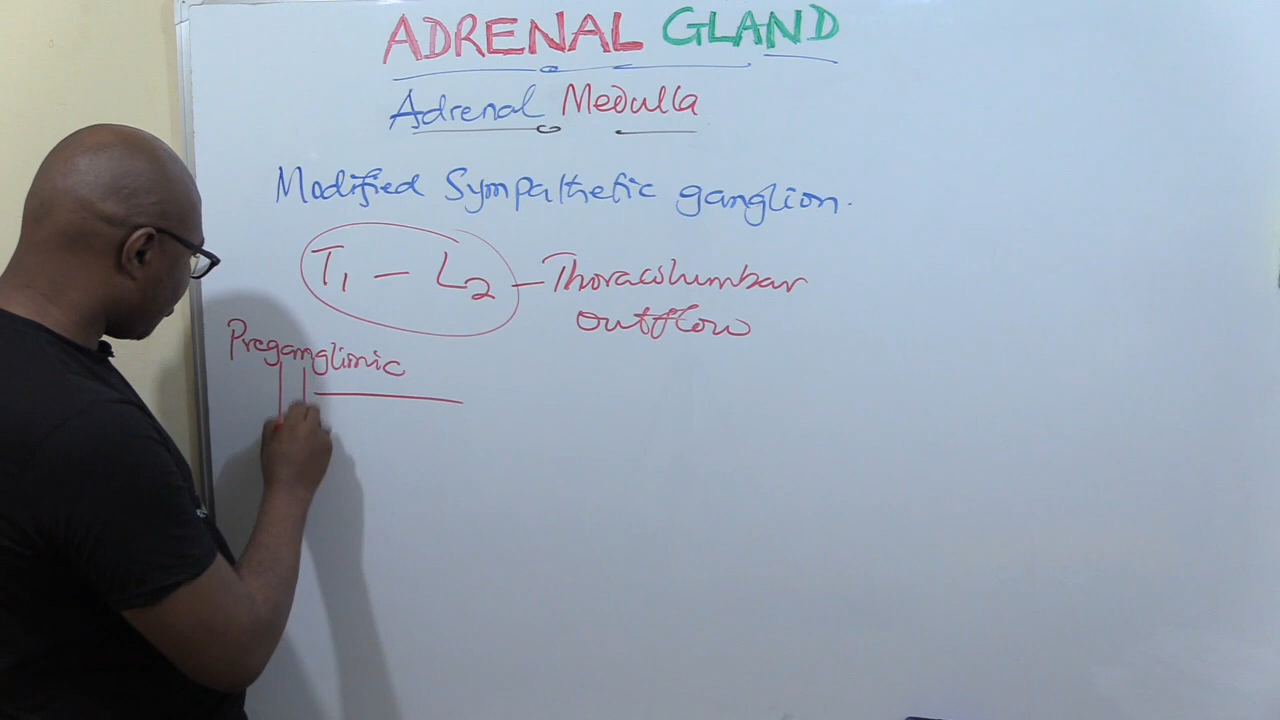 ADRENAL GLAND
Adrenal Medulla
Modified Sympathetic ganglion.
T1 – L2 – Thoracolumbar
outflow
Preganglionic